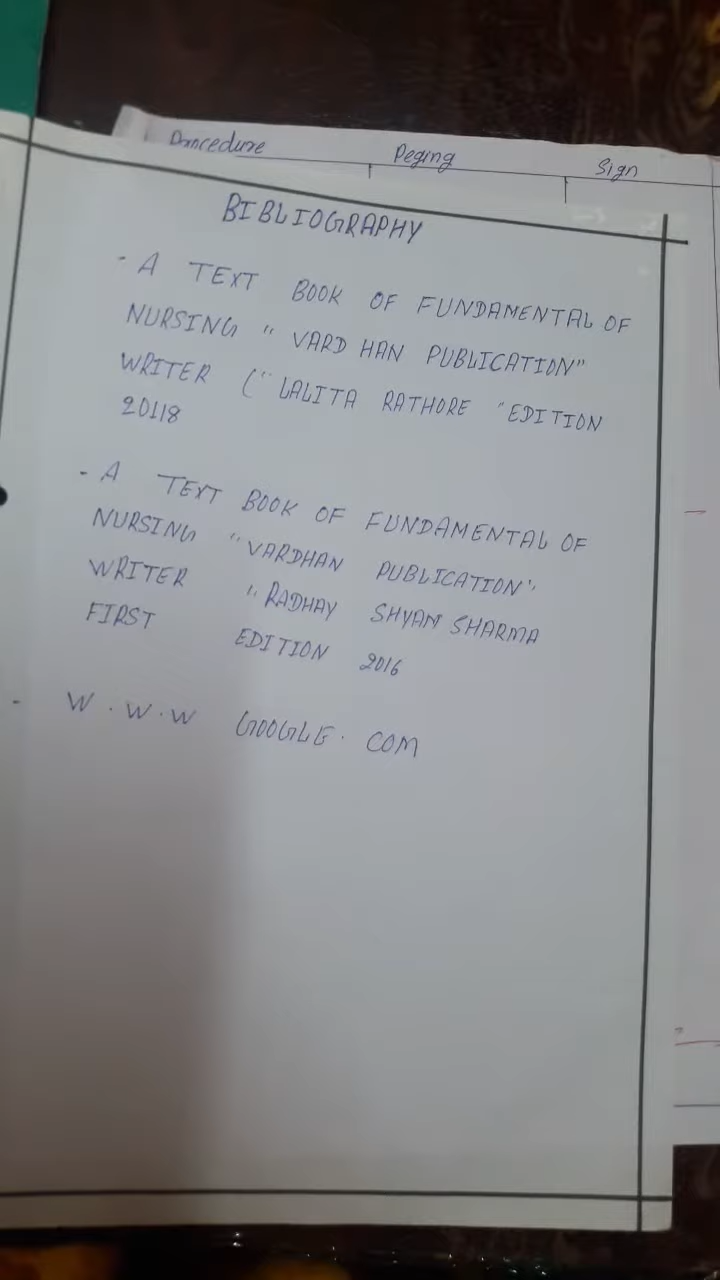 Procedure Peging Sign
BIBLIOGRAPHY
- A TEXT BOOK OF FUNDAMENTAL OF
NURSING " VARD HAN PUBLICATION"
WRITER (" LALITA RATHORE "EDITION
20118
- A TEXT BOOK OF FUNDAMENTAL OF
NURSING "VARDHAN PUBLICATION"
WRITER "RADHAY SHYAM SHARMA
FIRST EDITION 2016
- W.W.W GOOGLE.COM